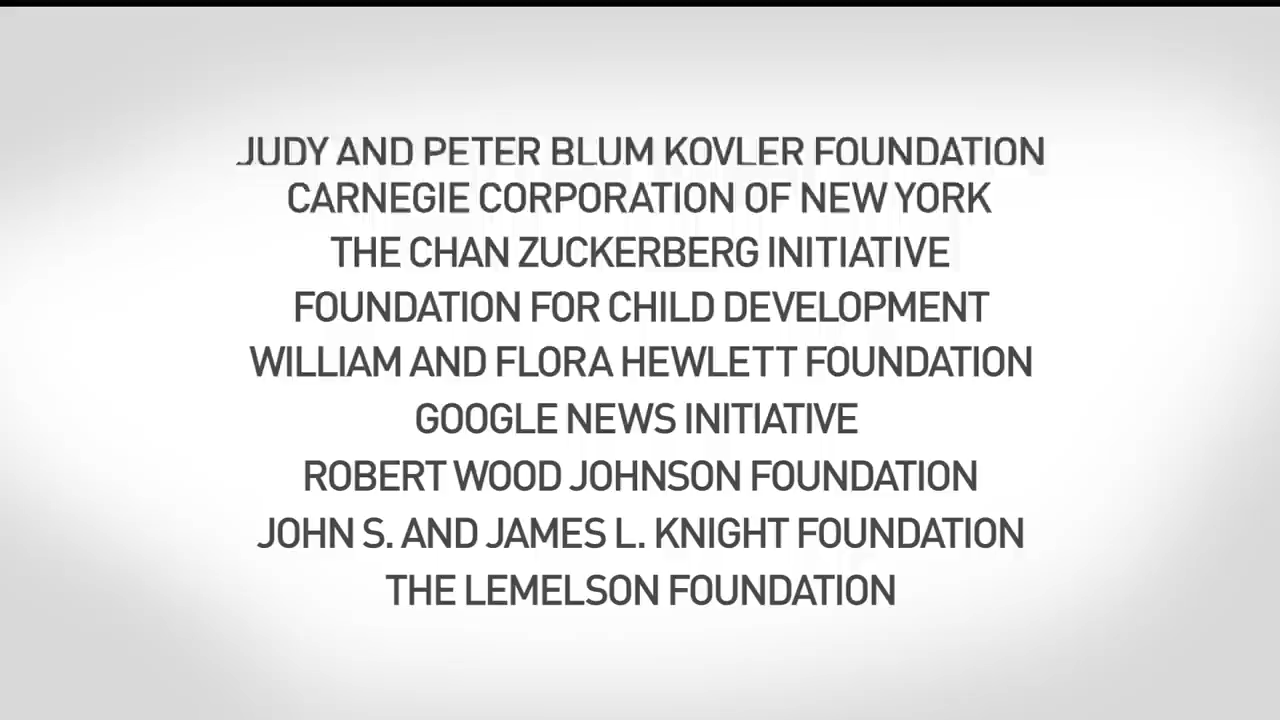 JUDY AND PETER BLUM KOVLER FOUNDATION
CARNEGIE CORPORATION OF NEW YORK
THE CHAN ZUCKERBERG INITIATIVE
FOUNDATION FOR CHILD DEVELOPMENT
WILLIAM AND FLORA HEWLETT FOUNDATION
GOOGLE NEWS INITIATIVE
ROBERT WOOD JOHNSON FOUNDATION
JOHN S. AND JAMES L. KNIGHT FOUNDATION
THE LEMELSON FOUNDATION